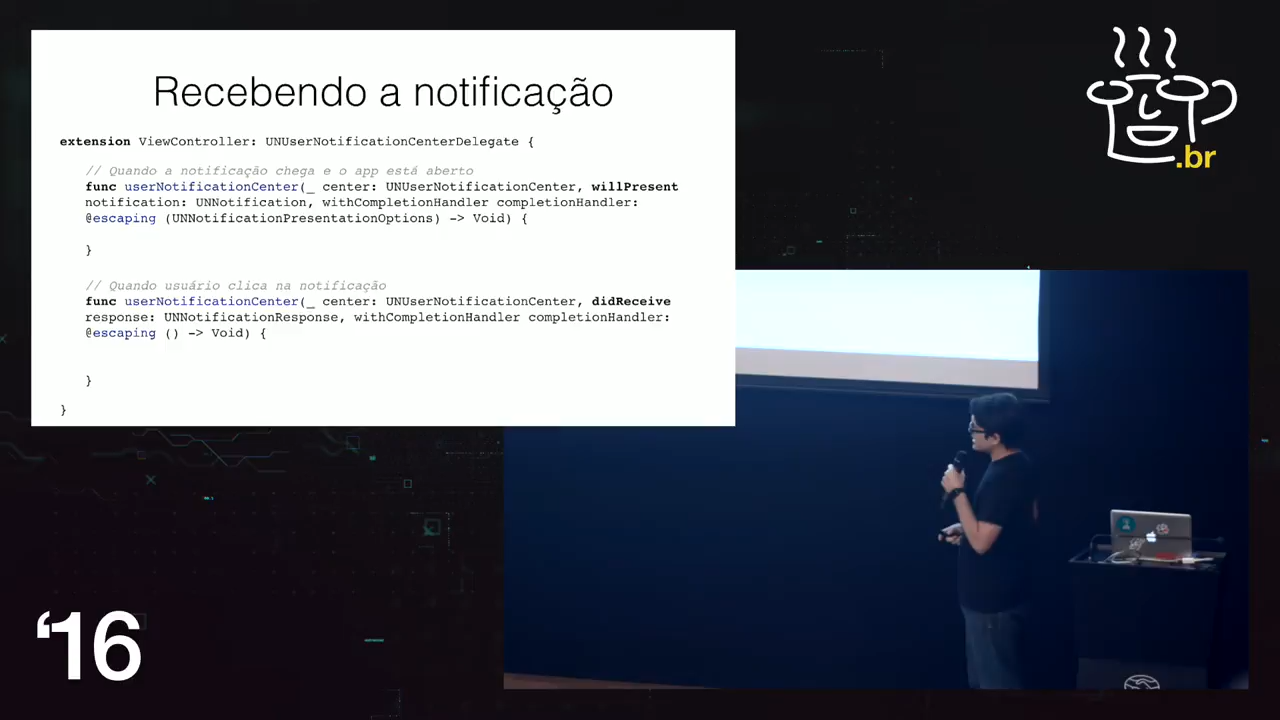 Recebendo a notificação
extension ViewController: UNUserNotificationCenterDelegate {
// Quando a notificação chega e o app está aberto
func userNotificationCenter(_ center: UNUserNotificationCenter, willPresent
notification: UNNotification, withCompletionHandler completionHandler:
@escaping (UNNotificationPresentationOptions) -> Void) {
}
// Quando usuário clica na notificação
func userNotificationCenter(_ center: UNUserNotificationCenter, didReceive
response: UNNotificationResponse, withCompletionHandler completionHandler:
@escaping () -> Void) {
}
}
.br
‘16